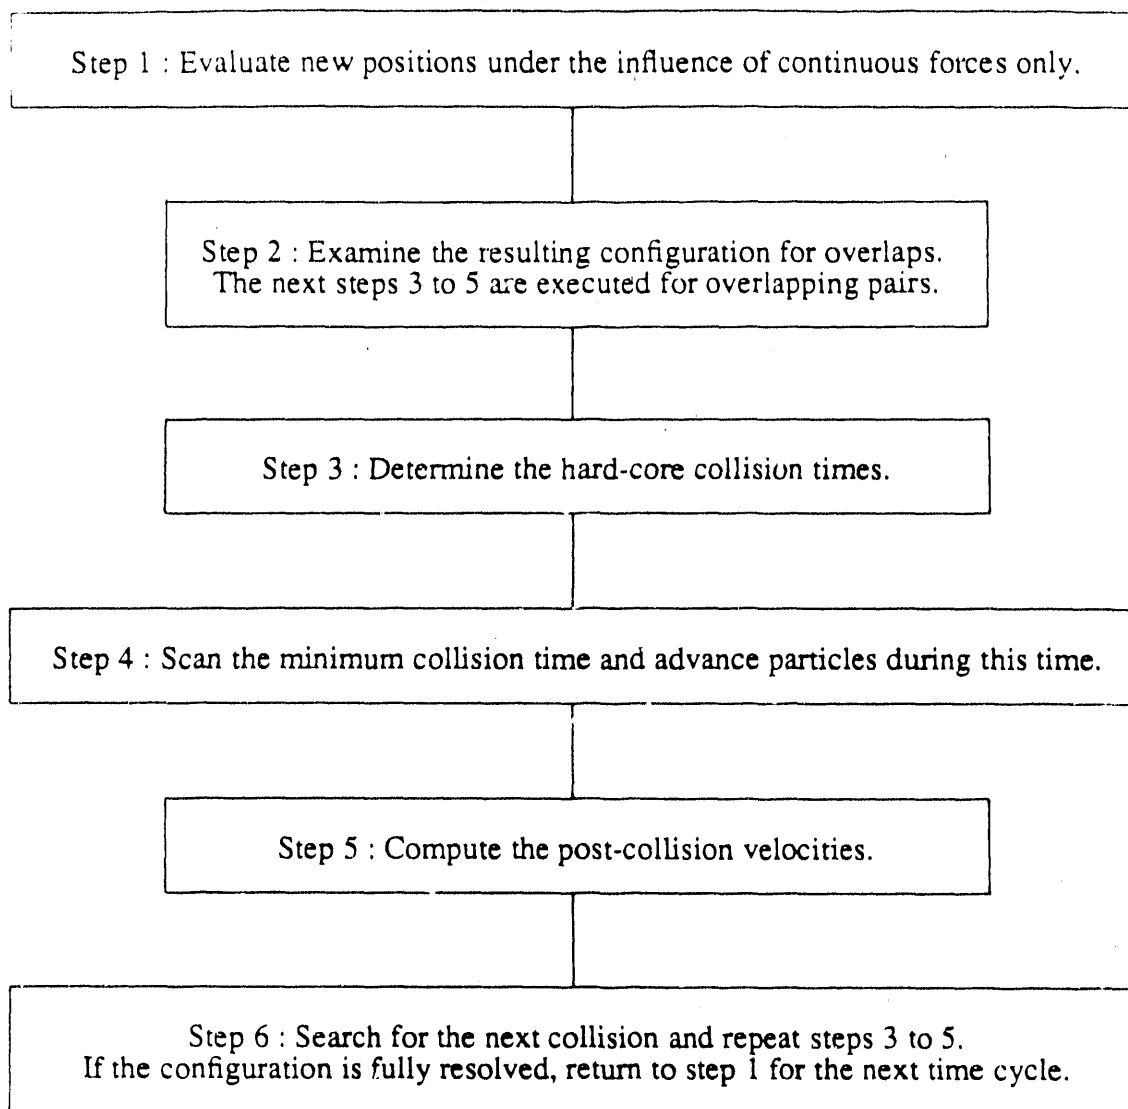 Step 1 : Evaluate new positions under the influence of continuous forces only.
Step 2 : Examine the resulting configuration for overlaps.
The next steps 3 to 5 are executed for overlapping pairs.
Step 3 : Determine the hard-core collision times.
Step 4 : Scan the minimum collision time and advance particles during this time.
Step 5 : Compute the post-collision velocities.
Step 6 : Search for the next collision and repeat steps 3 to 5.
If the configuration is fully resolved, return to step 1 for the next time cycle.